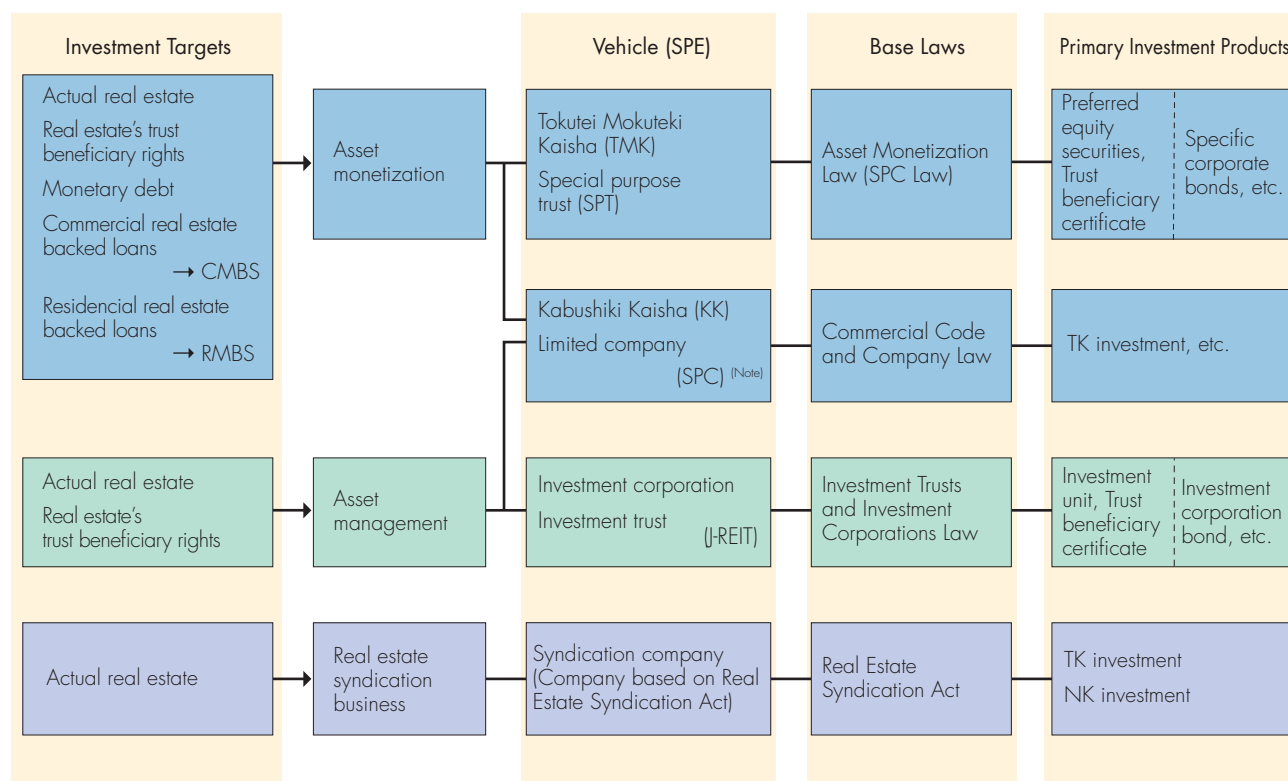 Investment Targets
Vehicle (SPE)
Base Laws
Primary Investment Products
Actual real estate
Real estate's trust
beneficiary rights
Monetary debt
Commercial real estate
backed loans
→ CMBS
Residencial real estate
backed loans
→ RMBS
Asset
monetization
Tokutei Mokuteki
Kaisha (TMK)
Special purpose
trust (SPT)
Asset Monetization
Law (SPC Law)
Preferred
equity
securities,
Trust
beneficiary
certificate
Specific
corporate
bonds, etc.
Kabushiki Kaisha (KK)
Limited company
(SPC) (Note)
Commercial Code
and Company Law
TK investment, etc.
Actual real estate
Real estate's
trust beneficiary rights
Asset
management
Investment corporation
Investment trust
(J-REIT)
Investment Trusts
and Investment
Corporations Law
Investment
unit, Trust
beneficiary
certificate
Investment
corporation
bond, etc.
Actual real estate
Real estate
syndication
business
Syndication company
(Company based on Real
Estate Syndication Act)
Real Estate
Syndication Act
TK investment
NK investment